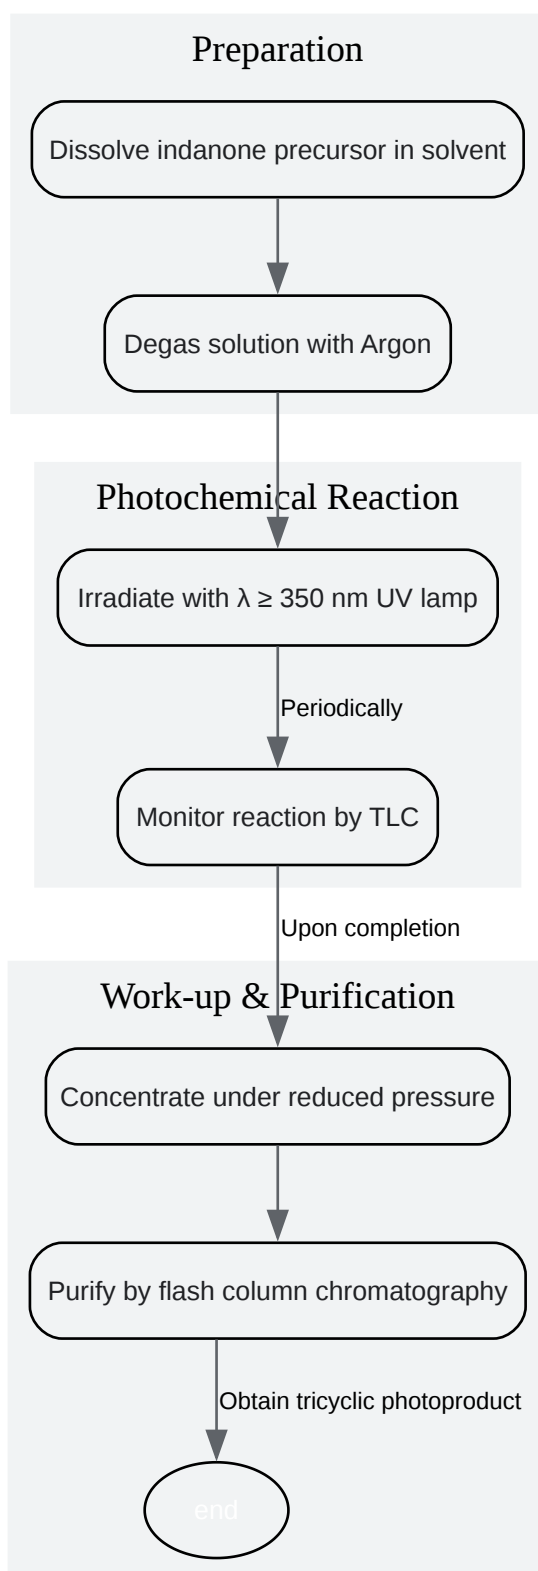 Preparation
Dissolve indanone precursor in solvent
Degas solution with Argon
Photochemical Reaction
Irradiate with λ ≥ 350 nm UV lamp
Periodically
Monitor reaction by TLC
Upon completion
Work-up & Purification
Concentrate under reduced pressure
Purify by flash column chromatography
Obtain tricyclic photoproduct
end